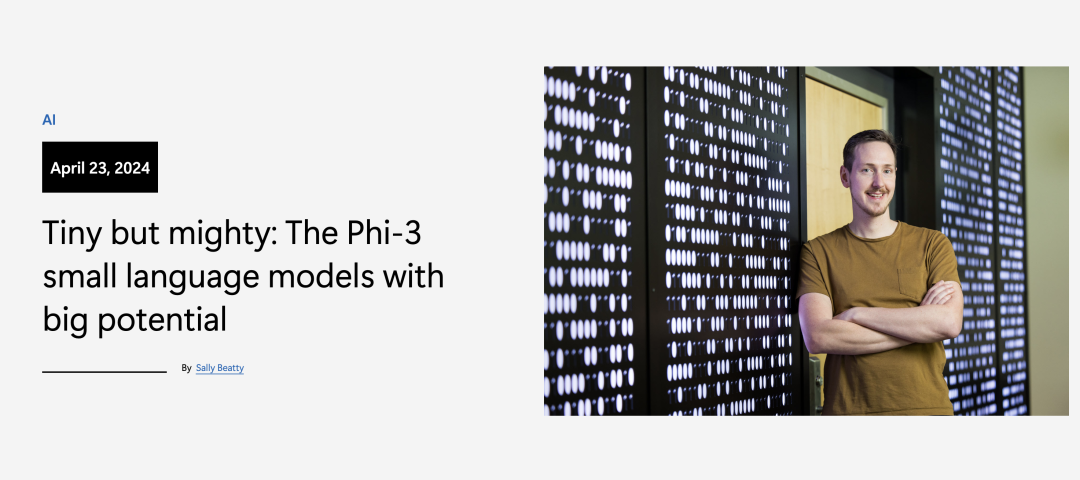 AI
April 23, 2024
Tiny but mighty: The Phi-3
small language models with
big potential
By Sally Beatty